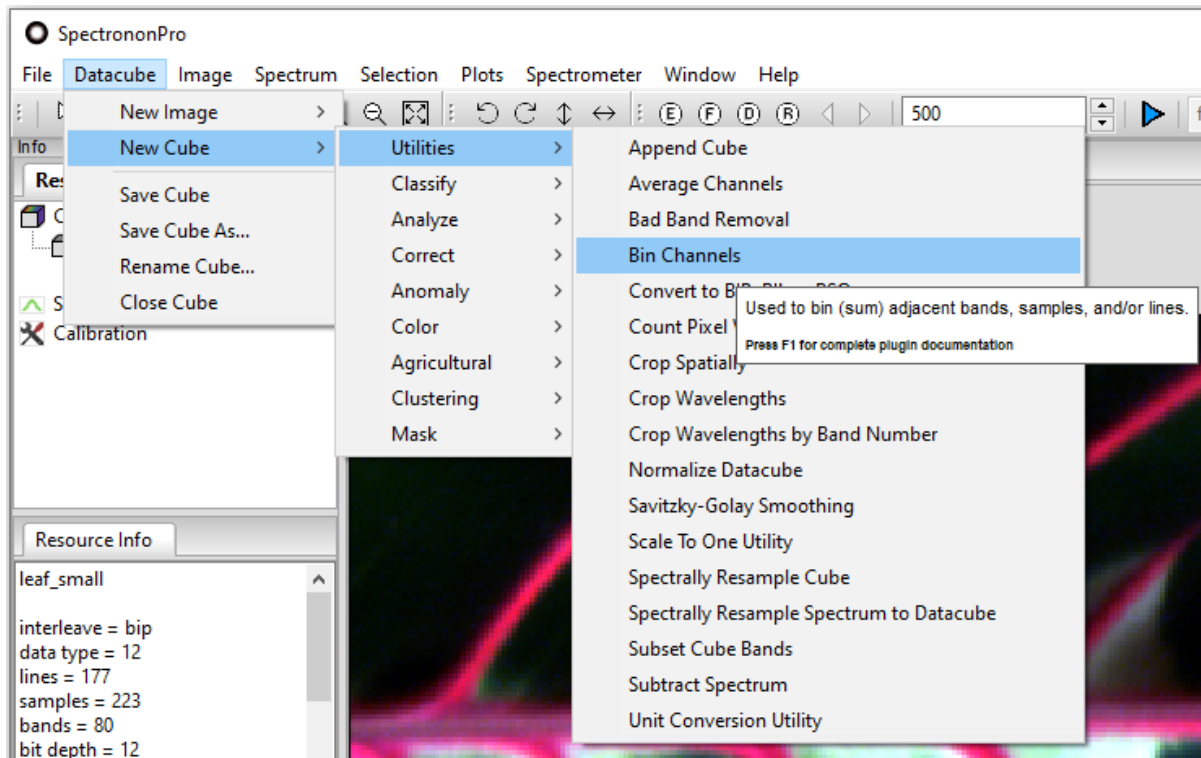 SpectrononPro
File Datacube Image Spectrum Selection Plots Spectrometer Window Help
E F D R 500
Info
New Image
New Cube
Save Cube
Save Cube As...
Rename Cube...
Close Cube
Calibration
Utilities
Classify
Analyze
Correct
Anomaly
Color
Agricultural
Clustering
Mask
Append Cube
Average Channels
Bad Band Removal
Bin Channels
Convert to
Used to bin (sum) adjacent bands, samples, and/or lines.
Press F1 for complete plugin documentation
Count Pixel
Crop Spatially
Crop Wavelengths
Crop Wavelengths by Band Number
Normalize Datacube
Savitzky-Golay Smoothing
Scale To One Utility
Spectrally Resample Cube
Spectrally Resample Spectrum to Datacube
Subset Cube Bands
Subtract Spectrum
Unit Conversion Utility
Resource Info
leaf_small
interleave = bip
data type = 12
lines = 177
samples = 223
bands = 80
bit depth = 12